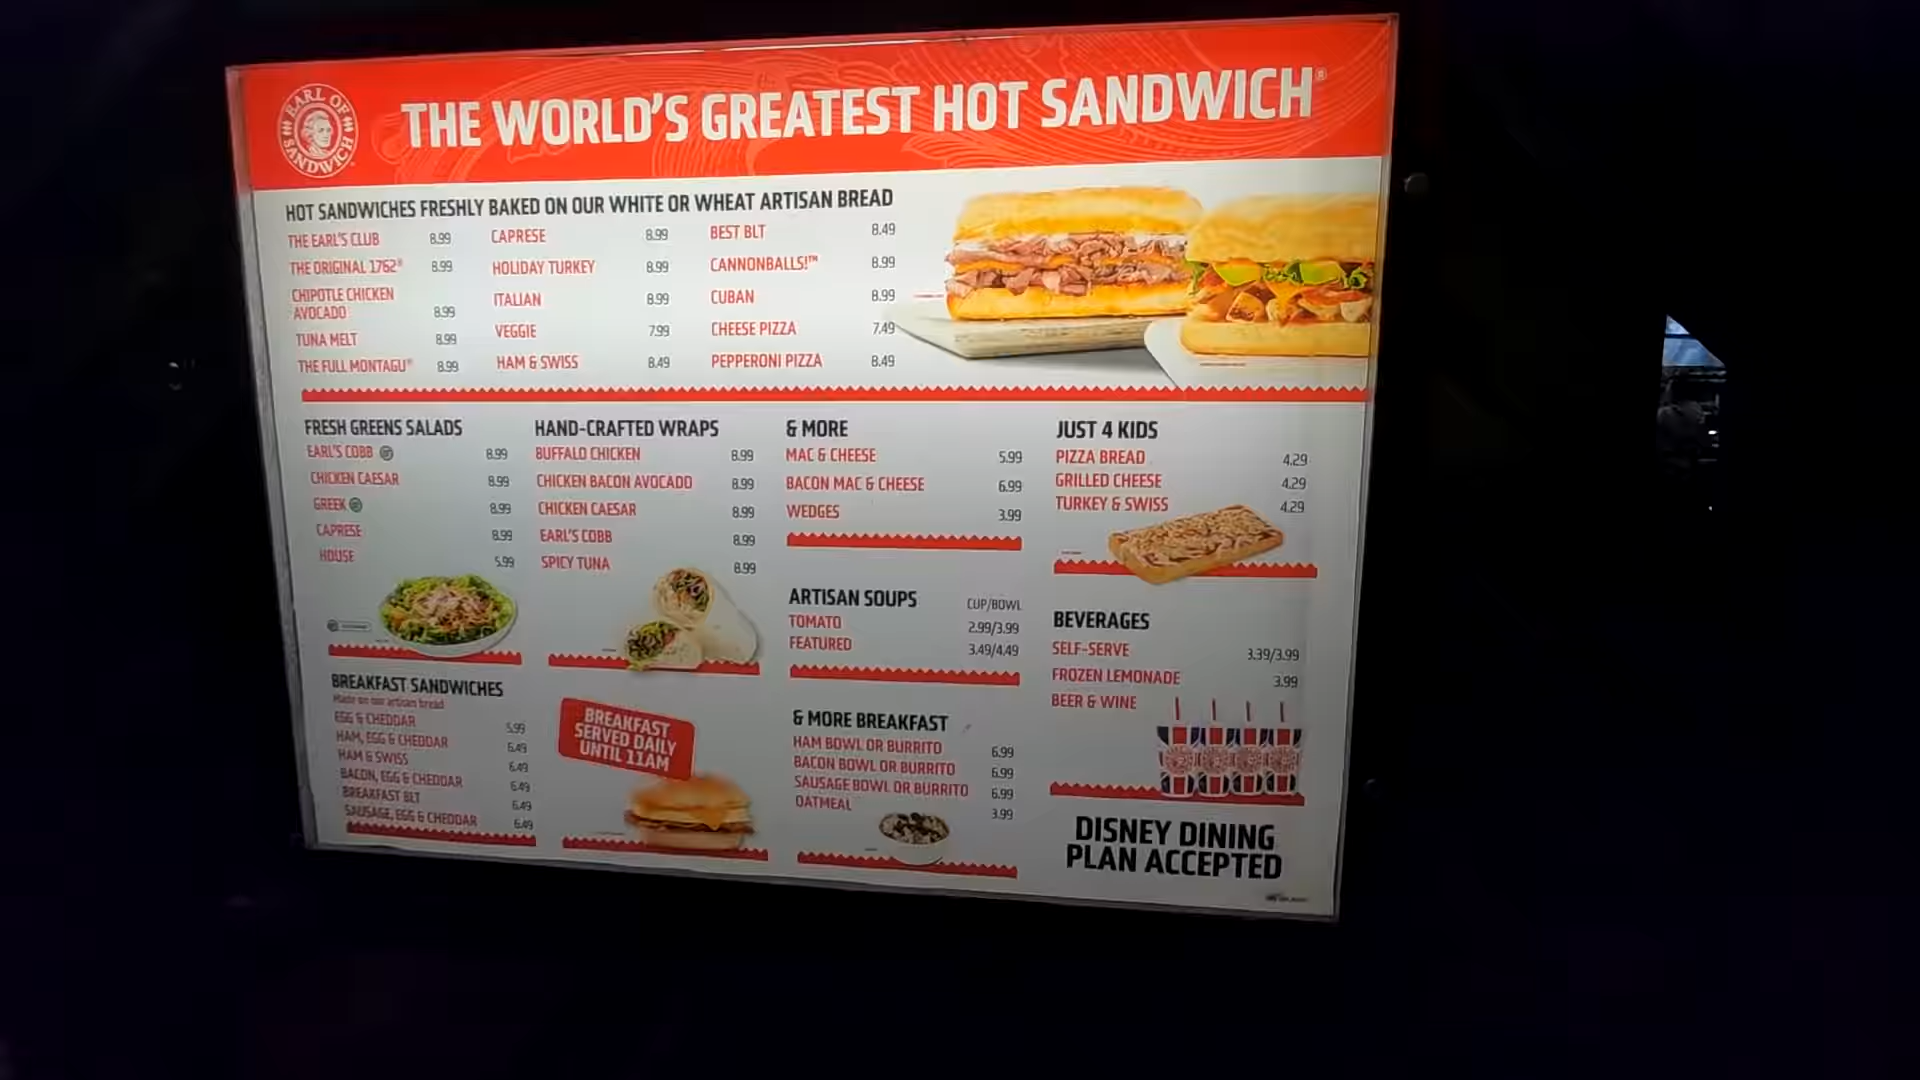 EARL OF SANDWICH
THE WORLD'S GREATEST HOT SANDWICH®
HOT SANDWICHES FRESHLY BAKED ON OUR WHITE OR WHEAT ARTISAN BREAD
THE EARL'S CLUB 8.99
THE ORIGINAL 1762® 8.99
CHIPOTLE CHICKEN
AVOCADO 8.99
TUNA MELT 8.99
THE FULL MONTAGU® 8.99
CAPRESE 8.99
HOLIDAY TURKEY 8.99
ITALIAN 8.99
VEGGIE 7.99
HAM & SWISS 8.49
BEST BLT 8.49
CANNONBALLS!™ 8.99
CUBAN 8.99
CHEESE PIZZA 7.49
PEPPERONI PIZZA 8.49
FRESH GREENS SALADS
EARL'S COBB 8.99
CHICKEN CAESAR 8.99
GREEK 8.99
CAPRESE 8.99
HOUSE 5.99
HAND-CRAFTED WRAPS
BUFFALO CHICKEN 8.99
CHICKEN BACON AVOCADO 8.99
CHICKEN CAESAR 8.99
EARL'S COBB 8.99
SPICY TUNA 8.99
& MORE
MAC & CHEESE 5.99
BACON MAC & CHEESE 6.99
WEDGES 3.99
ARTISAN SOUPS CUP/BOWL
TOMATO 2.99/3.99
FEATURED 3.49/4.49
JUST 4 KIDS
PIZZA BREAD 4.29
GRILLED CHEESE 4.29
TURKEY & SWISS 4.29
BEVERAGES
SELF-SERVE 3.39/3.99
FROZEN LEMONADE 3.99
BEER & WINE
BREAKFAST SANDWICHES
Made on our artisan bread
EGG & CHEDDAR 5.99
HAM, EGG & CHEDDAR 6.49
HAM & SWISS 6.49
BACON, EGG & CHEDDAR 6.49
BREAKFAST BLT 6.49
SAUSAGE, EGG & CHEDDAR 6.49
BREAKFAST
SERVED DAILY
UNTIL 11AM
& MORE BREAKFAST
HAM BOWL OR BURRITO 6.99
BACON BOWL OR BURRITO 6.99
SAUSAGE BOWL OR BURRITO 6.99
OATMEAL 3.99
DISNEY DINING
PLAN ACCEPTED